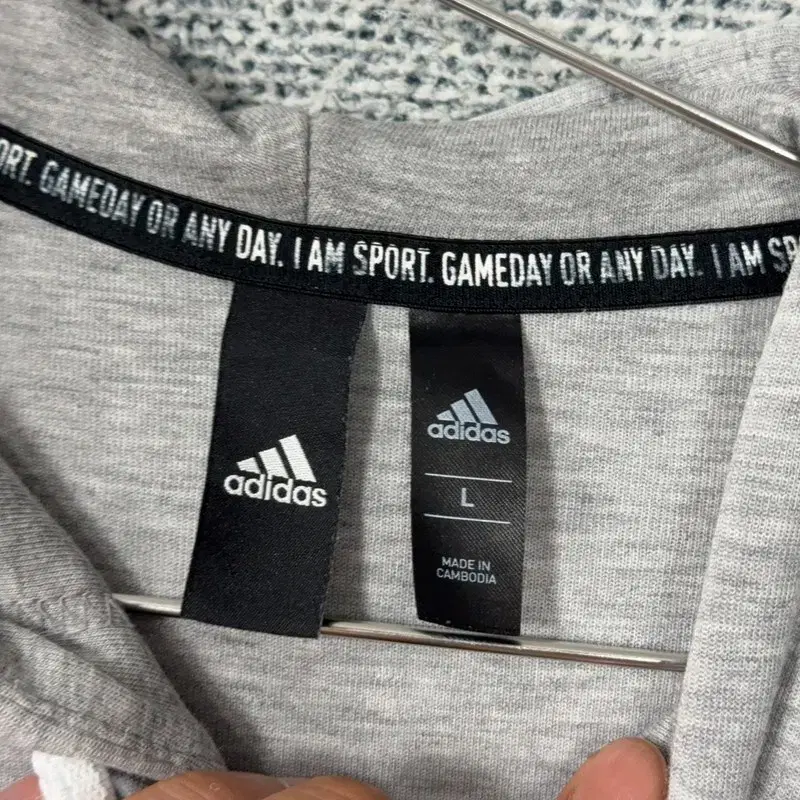 ORT. GAMEDAY OR ANY DAY. I AM SPORT. GAMEDAY OR ANY DAY. I AM SP
adidas
adidas
L
MADE IN
CAMBODIA